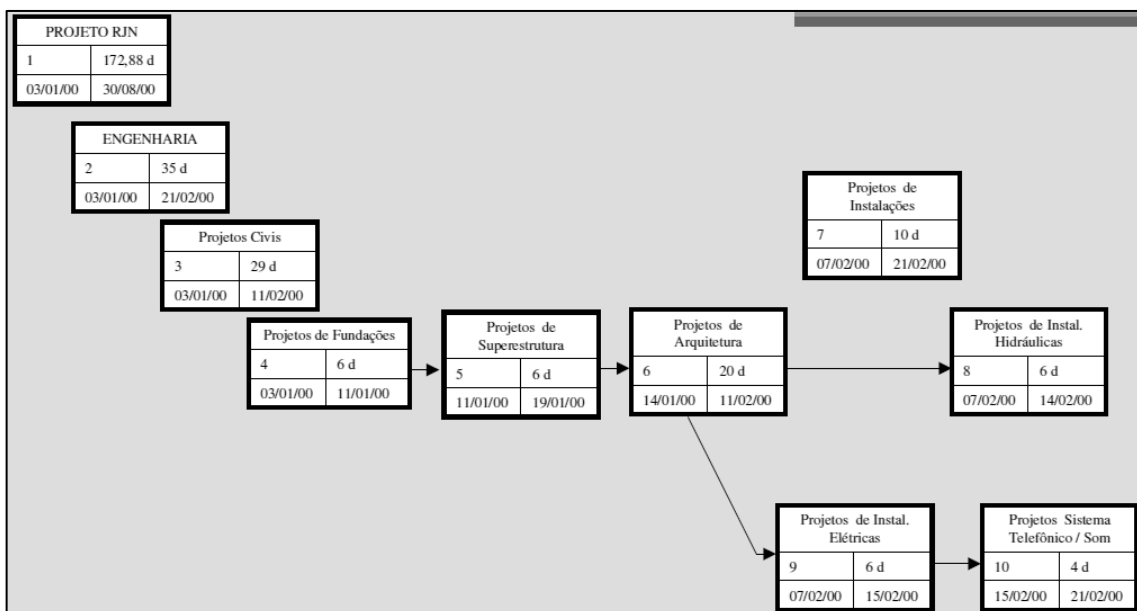 PROJETO RJN
1 172,88 d
03/01/00 30/08/00
ENGENHARIA
2 35 d
03/01/00 21/02/00
Projetos Civis
3 29 d
03/01/00 11/02/00
Projetos de
Instalações
7 10 d
07/02/00 21/02/00
Projetos de Fundações
4 6 d
03/01/00 11/01/00
Projetos de
Superestrutura
5 6 d
11/01/00 19/01/00
Projetos de
Arquitetura
6 20 d
14/01/00 11/02/00
Projetos de Instal.
Hidráulicas
8 6 d
07/02/00 14/02/00
Projetos de Instal.
Elétricas
9 6 d
07/02/00 15/02/00
Projetos Sistema
Telefônico / Som
10 4 d
15/02/00 21/02/00